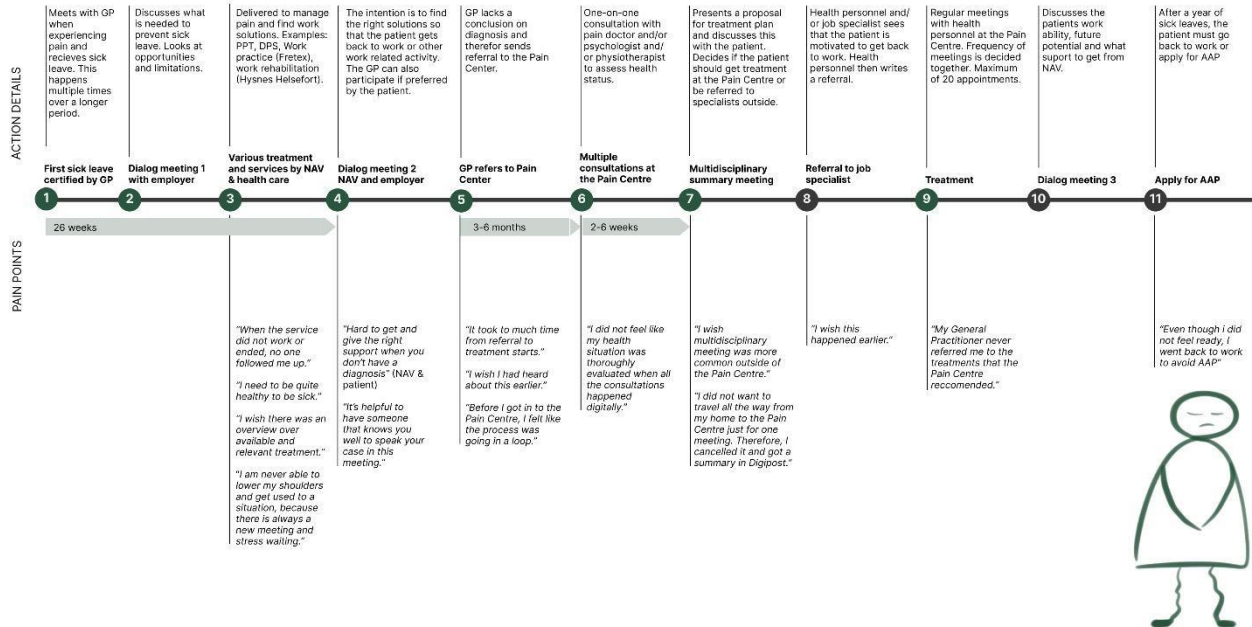 ACTION DETAILS
Meets with GP
when
experiencing
pain and
recieves sick
leave. This
happens
multiple times
over a longer
period.
Discusses what
is needed to
prevent sick
leave. Looks at
opportunities
and limitations.
Delivered to manage
pain and find work
solutions. Examples:
PPT, DPS, Work
practice (Fretex),
work rehabilitation
(Hysnes Helsefort).
The intention is to find
the right solutions so
that the patient gets
back to work or other
work related activity.
The GP can also
participate if preferred
by the patient.
GP lacks a
conclusion on
diagnosis and
therefor sends
referral to the Pain
Center.
One-on-one
consultation with
pain doctor and/or
psychologist and/
or physiotherapist
to assess health
status.
Presents a proposal
for treatment plan
and discusses this
with the patient.
Decides if the patient
should get treatment
at the Pain Centre or
be referred to
specialists outside.
Health personnel and/
or job specialist sees
that the patient is
motivated to get back
to work. Health
personnel then writes
a referral.
Regular meetings
with health
personnel at the Pain
Centre. Frequency of
meetings is decided
together. Maximum
of 20 appointments.
Discusses the
patients work
ability, future
potential and what
suport to get from
NAV.
After a year of
sick leaves, the
patient must go
back to work or
apply for AAP
First sick leave
certified by GP
Dialog meeting 1
with employer
Various treatment
and services by NAV
& health care
Dialog meeting 2
NAV and employer
GP refers to Pain
Center
Multiple
consultations at
the Pain Centre
Multidisciplinary
summary meeting
Referral to job
specialist
Treatment
Dialog meeting 3
Apply for AAP
1
2
3
4
5
6
7
8
9
10
11
26 weeks
3-6 months
2-6 weeks
PAIN POINTS
"When the service
did not work or
ended, no one
followed me up."
"I need to be quite
healthy to be sick."
"I wish there was an
overview over
available and
relevant treatment."
"I am never able to
lower my shoulders
and get used to a
situation, because
there is always a
new meeting and
stress waiting."
"Hard to get and
give the right
support when you
don't have a
diagnosis" (NAV &
patient)
"It's helpful to
have someone
that knows you
well to speak your
case in this
meeting."
"It took to much time
from referral to
treatment starts."
"I wish I had heard
about this earlier."
"Before I got in to the
Pain Centre, I felt like
the process was
going in a loop."
"I did not feel like
my health
situation was
thoroughly
evaluated when all
the consultations
happened
digitally."
"I wish
multidisciplinary
meeting was more
common outside of
the Pain Centre."
"I did not want to
travel all the way from
my home to the Pain
Centre just for one
meeting. Therefore, I
cancelled it and got a
summary in Digipost."
"I wish this
happened earlier."
"My General
Practitioner never
referred me to the
treatments that the
Pain Centre
reccomended."
"Even though i did
not feel ready, I
went back to work
to avoid AAP"